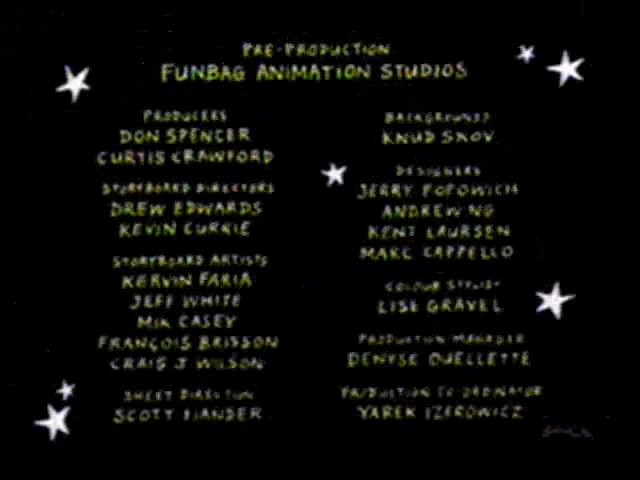 PRE-PRODUCTION
FUNBAG ANIMATION STUDIOS
PRODUCERS
DON SPENCER
CURTIS CRAWFORD
STORYBOARD DIRECTORS
DREW EDWARDS
KEVIN CURRIE
STORYBOARD ARTISTS
KERVIN FARIA
JEFF WHITE
MIK CASEY
FRANÇOIS BRISSON
CRAIG J WILSON
SHEET DIRECTION
SCOTT
BACKGROUNDS
KNUD SKOV
DESIGNERS
JERRY POPOWICH
ANDREW NG
KENT LAURSEN
MARC CAPPELLO
COLOUR STYLIST
LISE GRAVEL
PRODUCTION MANAGER
DENYSE OUELLETTE
PRODUCTION CO-ORDINATOR
YAREK IZEROWICZ